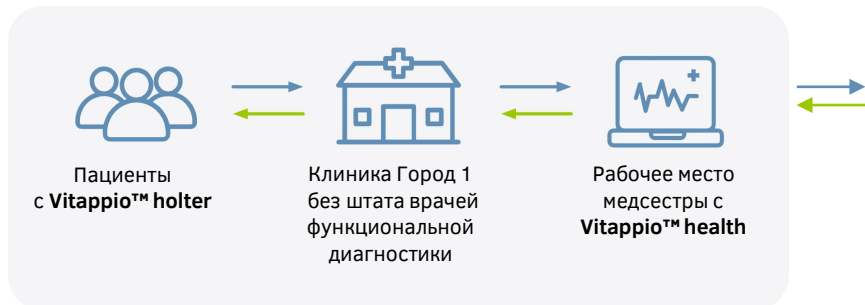 Пациенты
с Vitappio™ holter
Клиника Город 1
без штата врачей
функциональной
диагностики
Рабочее место
медсестры с
Vitappio™ health